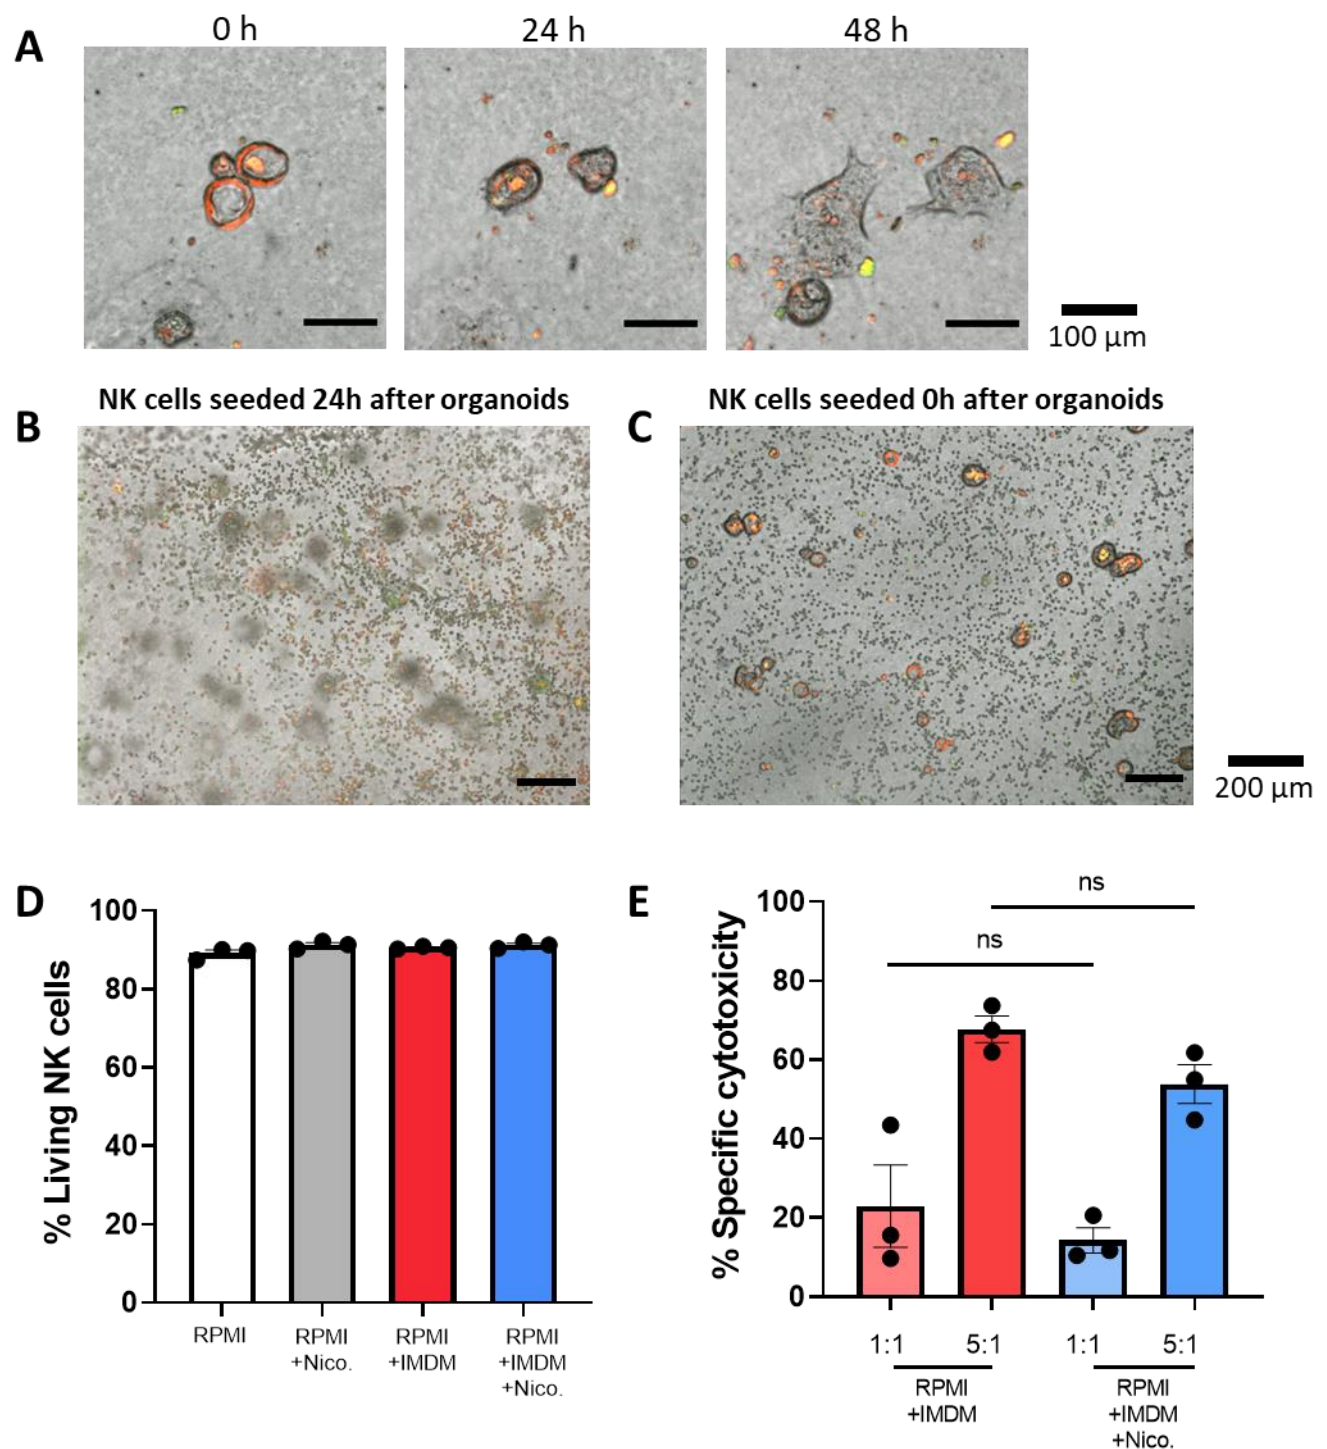 A
0 h
24 h
48 h
100 µm
NK cells seeded 24h after organoids
NK cells seeded 0h after organoids
B
C
200 µm
D
% Living NK cells
100
80
60
40
20
0
RPMI
RPMI
+Nico.
RPMI
+IMDM
RPMI
+IMDM
+Nico.
E
% Specific cytotoxicity
100
80
60
40
20
0
ns
ns
1:1
5:1
1:1
5:1
RPMI
+IMDM
RPMI
+IMDM
+Nico.